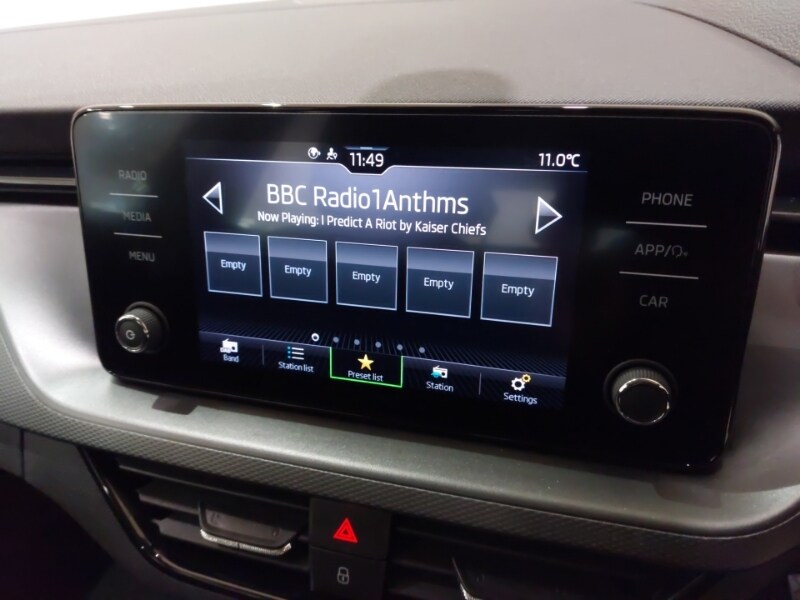 11:49
11.0°C
RADIO
MEDIA
MENU
BBC Radio1Anthms
Now Playing: I Predict A Riot by Kaiser Chiefs
Empty Empty Empty Empty Empty
Band Station list Preset list Station Settings
PHONE
APP/
CAR